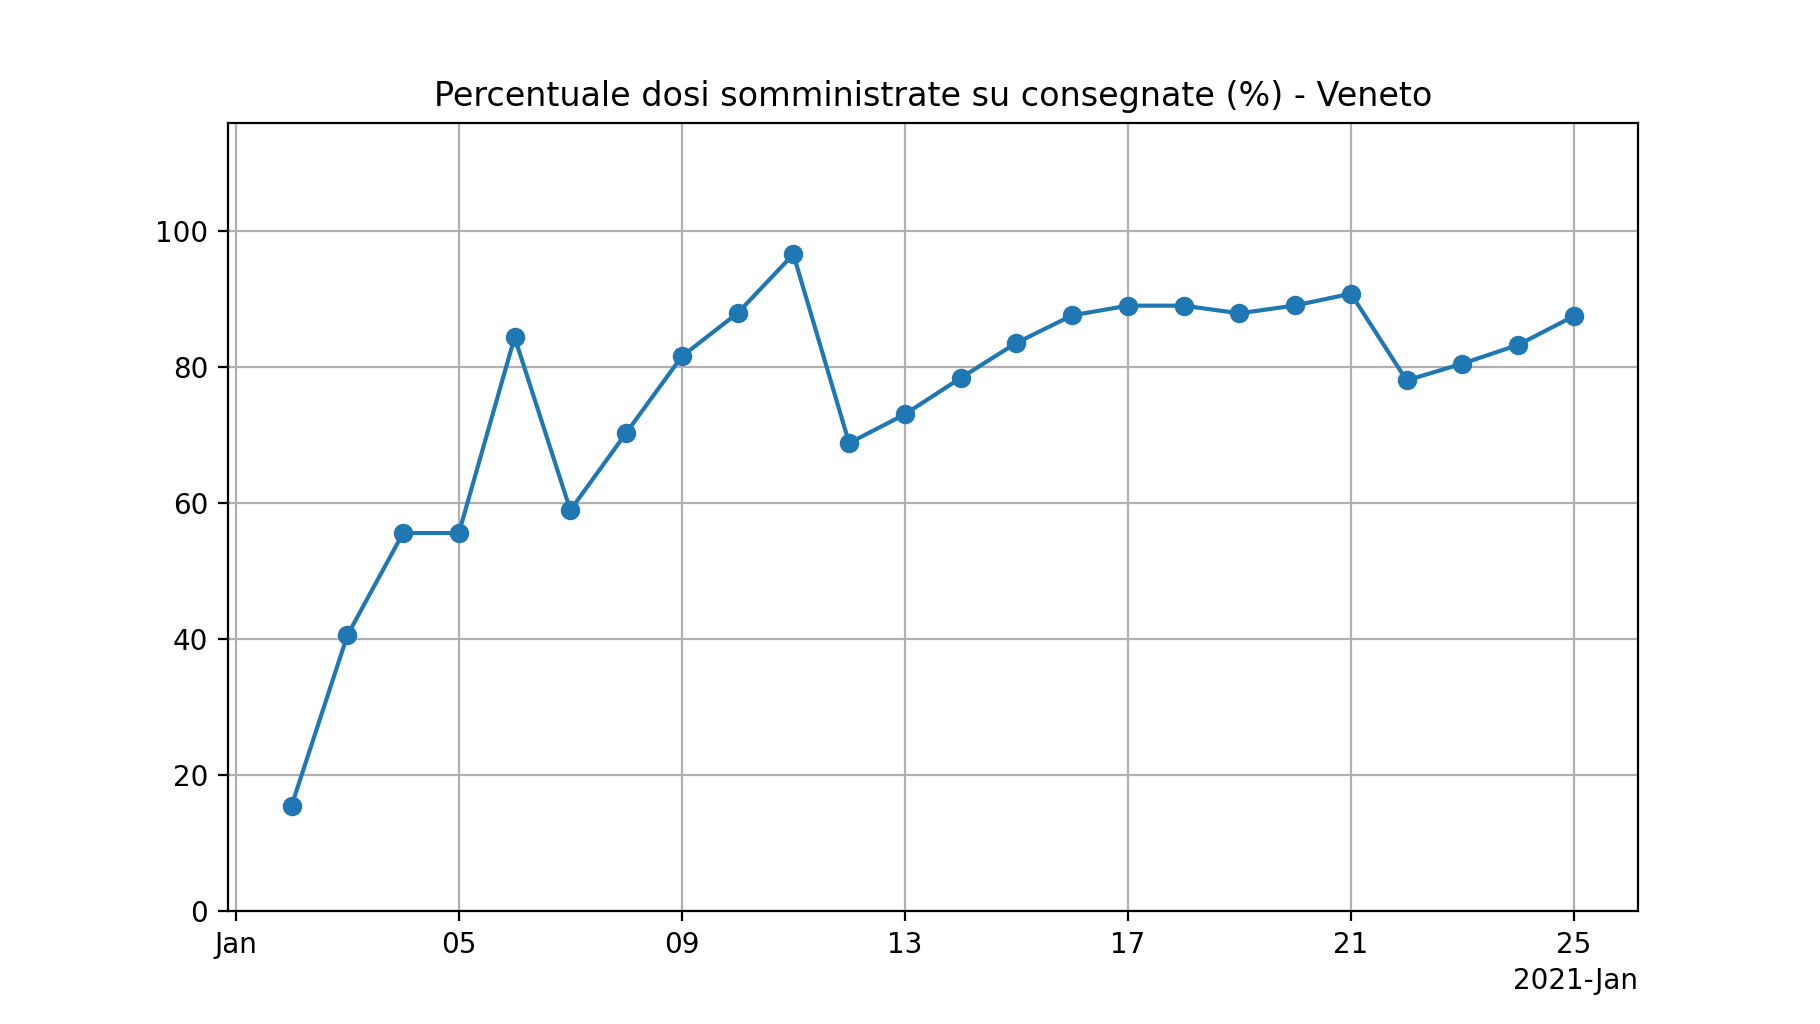 Percentuale dosi somministrate su consegnate (%) - Veneto
100
80
60
40
20
0
Jan 05 09 13 17 21 25
2021-Jan